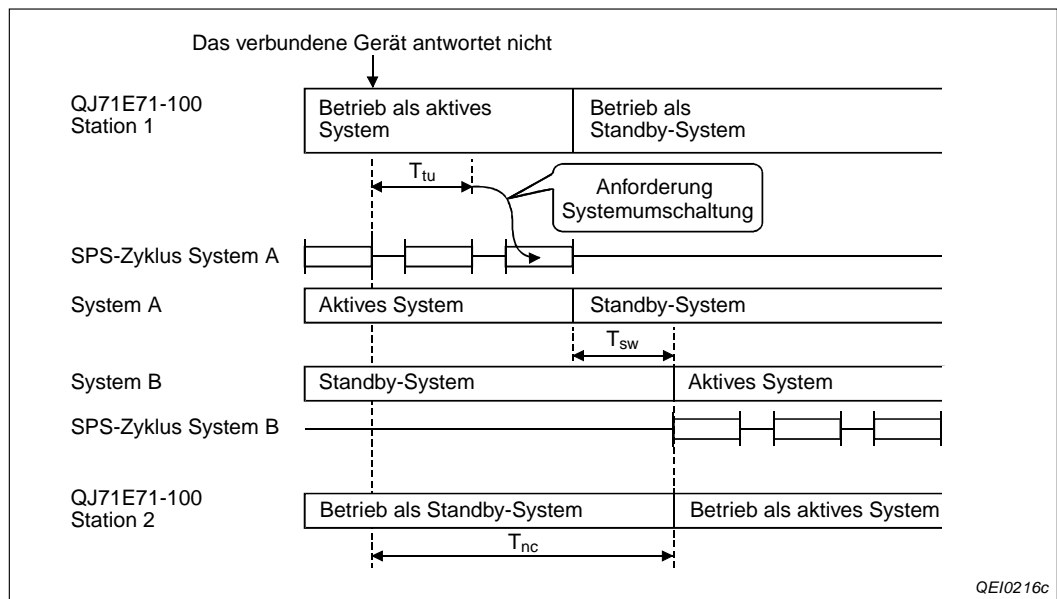 Das verbundene Gerät antwortet nicht
QJ71E71-100
Station 1
Betrieb als aktives
System
Betrieb als
Standby-System
Ttu
Anforderung
Systemumschaltung
SPS-Zyklus System A
System A
Aktives System
Standby-System
Tsw
System B
Standby-System
Aktives System
SPS-Zyklus System B
QJ71E71-100
Station 2
Betrieb als Standby-System
Betrieb als aktives System
Tnc
QEI0216c